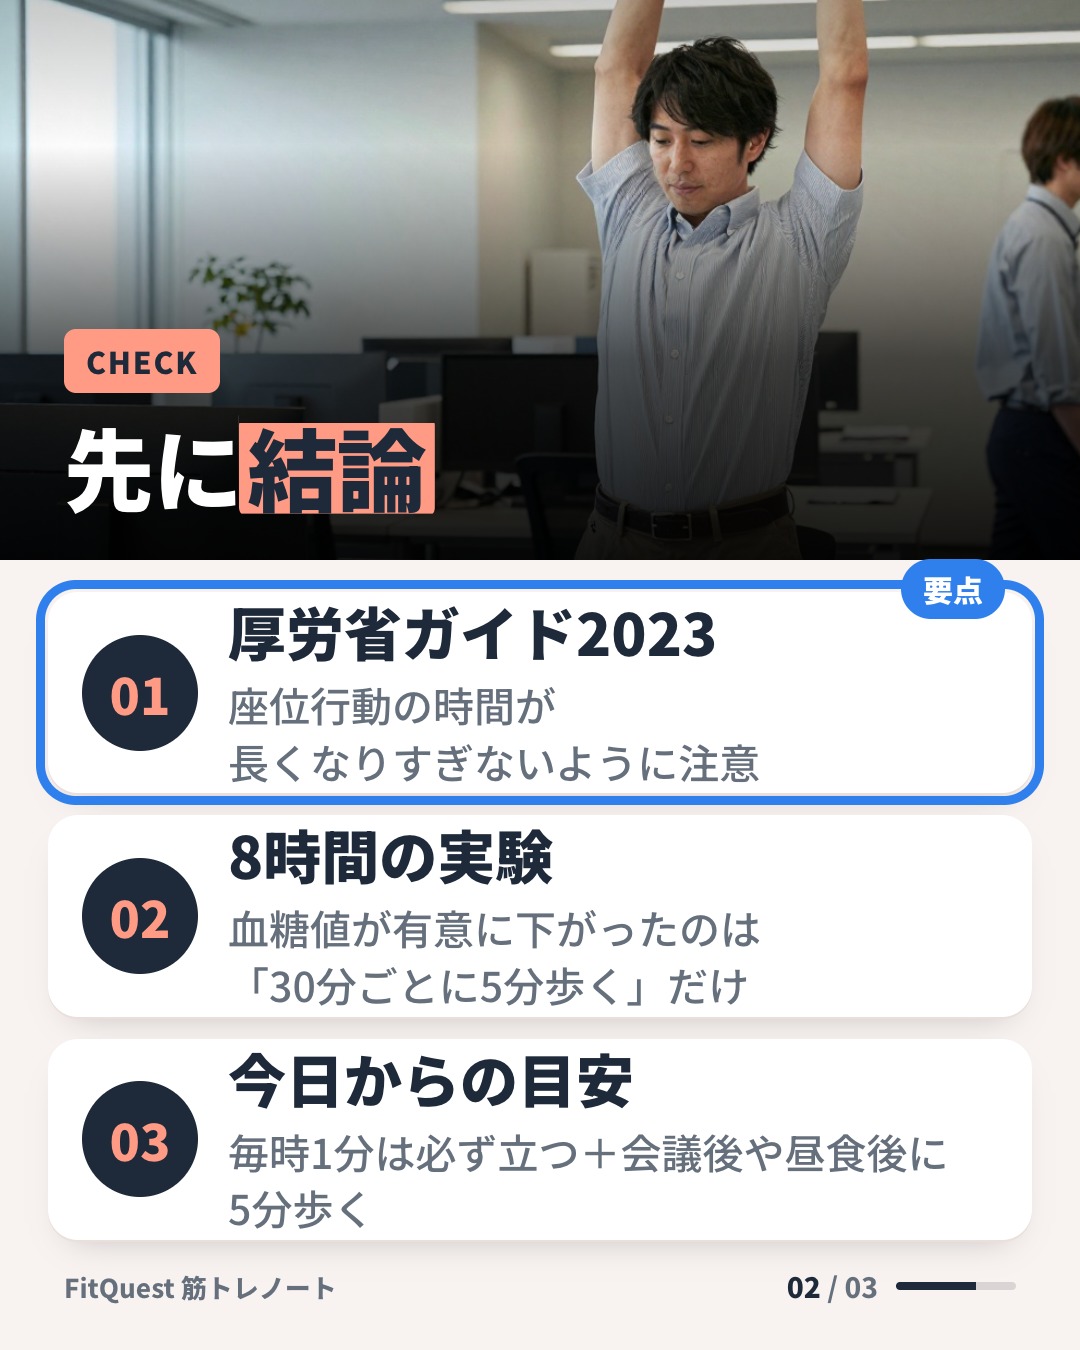 CHECK
先に結論
要点
01
厚労省ガイド2023
座位行動の時間が
長くなりすぎないように注意
02
8時間の実験
血糖値が有意に下がったのは
「30分ごとに5分歩く」だけ
03
今日からの目安
毎時1分は必ず立つ＋会議後や昼食後に
5分歩く
FitQuest 筋トレノート
02 / 03